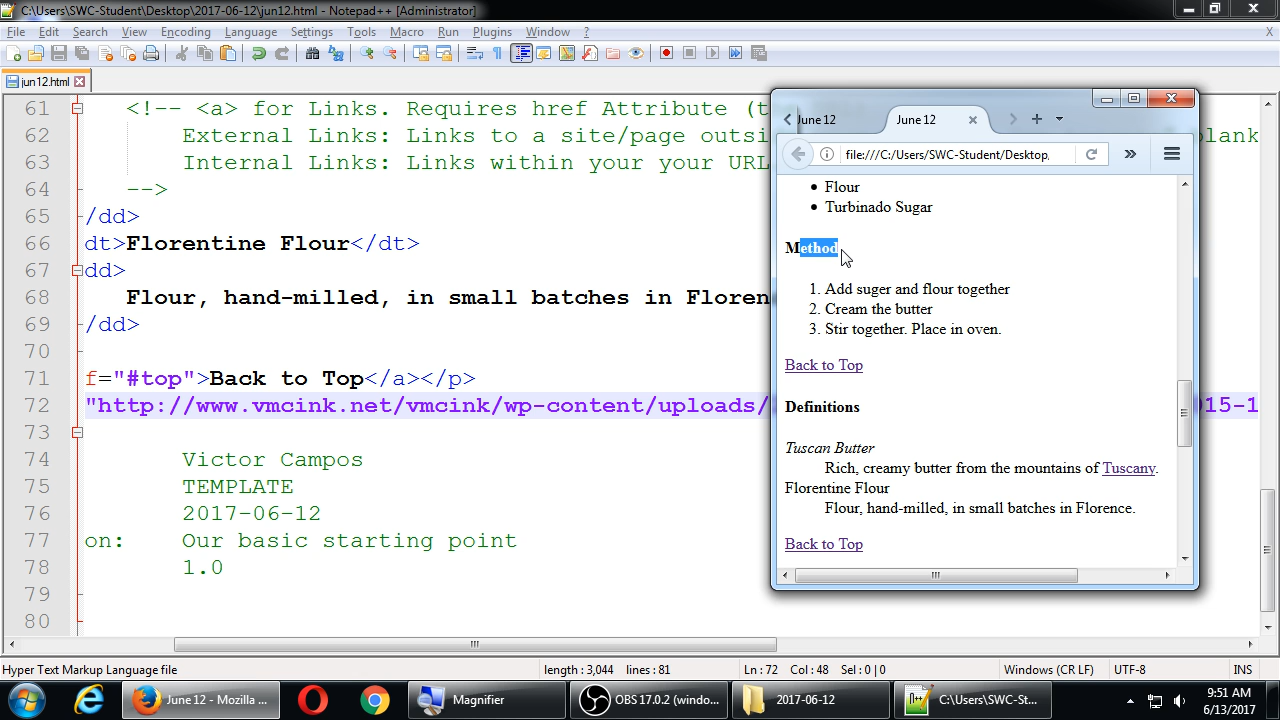 C:\Users\SWC-Student\Desktop\2017-06-12\jun12.html - Notepad++ [Administrator]
File Edit Search View Encoding Language Settings Tools Macro Run Plugins Window ? X
jun12.html
61 <!-- <a> for Links. Requires href Attribute (t
62 External Links: Links to a site/page outsi plank
63 Internal Links: Links within your your URL
64 -->
65 /dd>
66 dt>Florentine Flour</dt>
67 dd>
68 Flour, hand-milled, in small batches in Floren
69 /dd>
70
71 f="#top">Back to Top</a></p>
72 "http://www.vmcink.net/vmcink/wp-content/uploads/ 015-1
73
74 Victor Campos
75 TEMPLATE
76 2017-06-12
77 on: Our basic starting point
78 1.0
79
80
June 12
June 12
file:///C:/Users/SWC-Student/Desktop,
• Flour
• Turbinado Sugar
Method
1. Add suger and flour together
2. Cream the butter
3. Stir together. Place in oven.
Back to Top
Definitions
Tuscan Butter
Rich, creamy butter from the mountains of Tuscany.
Florentine Flour
Flour, hand-milled, in small batches in Florence.
Back to Top
Hyper Text Markup Language file length : 3,044 lines : 81 Ln : 72 Col : 48 Sel : 0 | 0 Windows (CR LF) UTF-8 INS
June 12 - Mozilla ... Magnifier OBS 17.0.2 (windo... 2017-06-12 C:\Users\SWC-St...
9:51 AM
6/13/2017